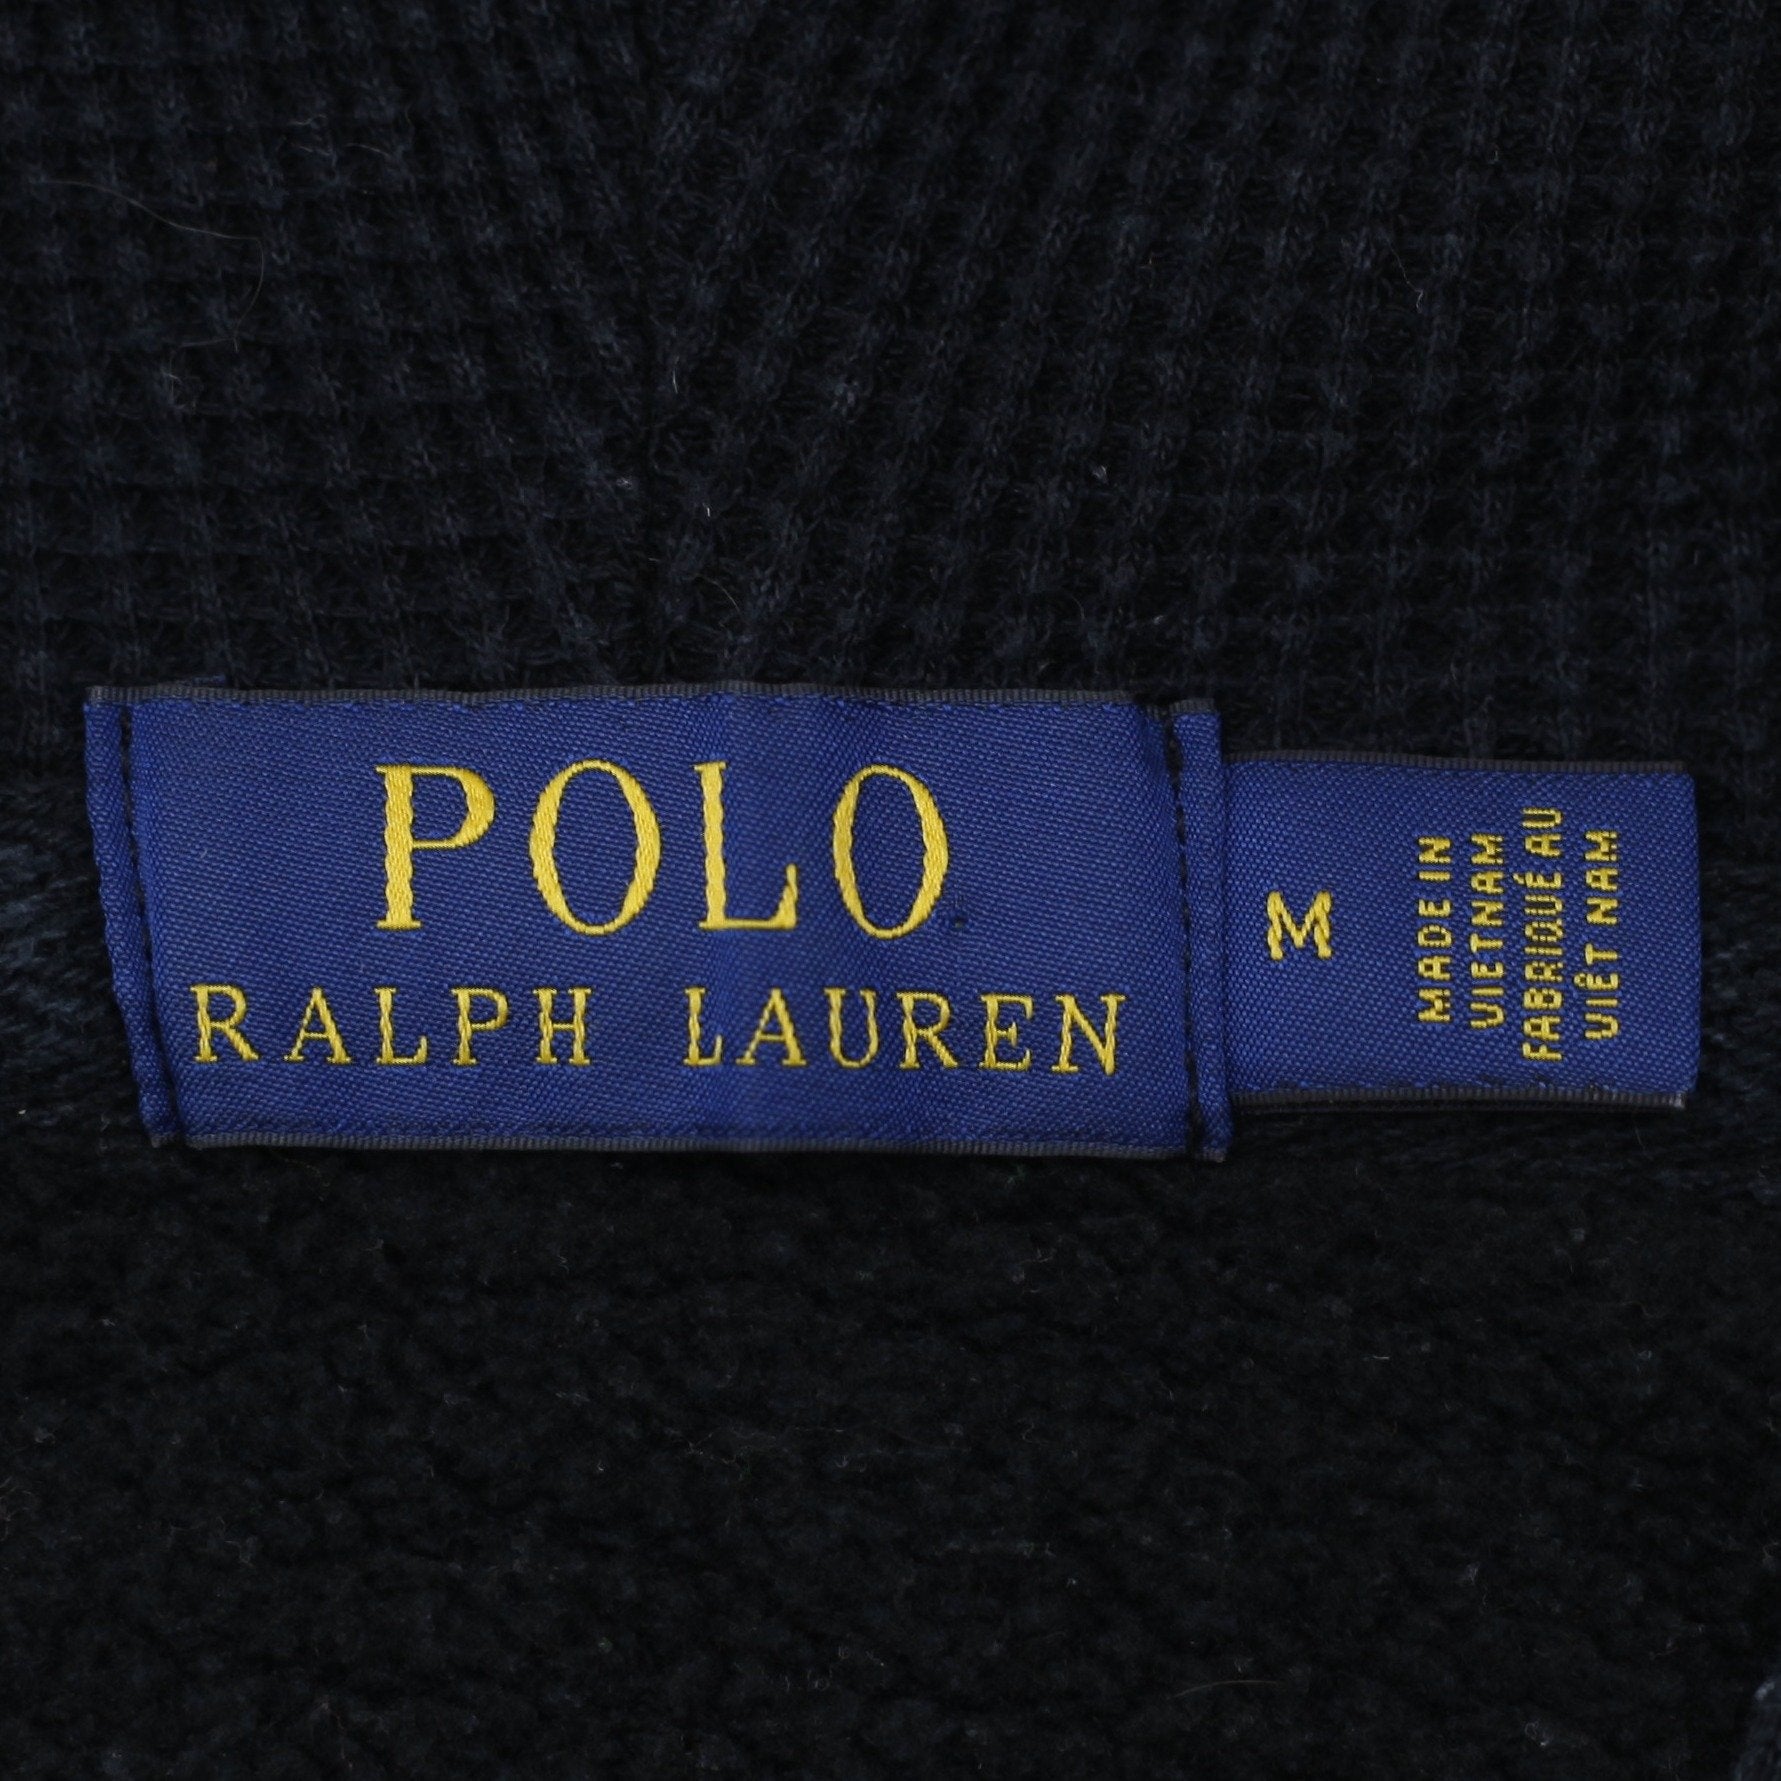 POLO
RALPH LAUREN
M
MADE IN
VIETNAM
FABRIQUÉ AU
VIÊT NAM